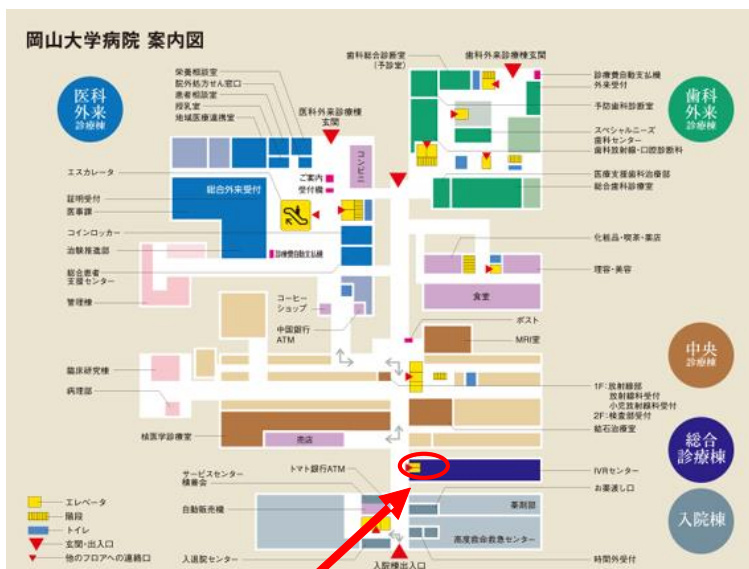 岡山大学病院 案内図
医科
外来
診療棟
栄養相談室
院外処方せん窓口
患者相談室
授乳室
地域医療連携室
医科外来診療棟
玄関
歯科総合診断室
(予診室)
歯科外来診療棟玄関
診療費自動支払機
外来受付
予防歯科診断室
スペシャルニーズ
歯科センター
歯科放射線・口腔診断科
医療支援歯科治療部
総合歯科診療室
歯科
外来
診療棟
エスカレータ
総合外来受付
ご案内
受付機
コンビニ
証明受付
医事課
コインロッカー
治験推進部
診療費自動支払機
総合患者
支援センター
管理棟
化粧品・喫茶・薬店
理容・美容
食堂
コーヒー
ショップ
中国銀行
ATM
ポスト
MRI室
中央
診療棟
臨床研究棟
病理部
1F:放射線部
放射線科受付
小児放射線科受付
2F:検査部受付
結石治療室
核医学診療室
売店
総合
診療棟
トマト銀行ATM
IVRセンター
サービスセンター
積善会
お薬渡し口
自動販売機
薬剤部
入院棟
高度救命救急センター
入退院センター
入院棟出入口
時間外受付
エレベータ
階段
トイレ
玄関・出入口
他のフロアへの連絡口